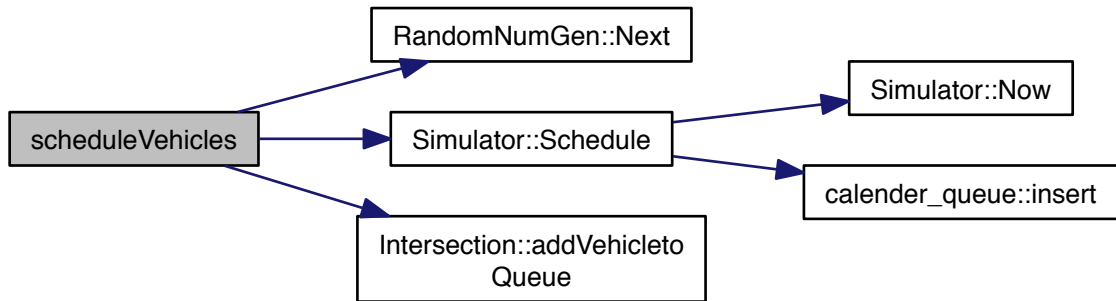 RandomNumGen::Next
scheduleVehicles
Simulator::Schedule
Simulator::Now
calender_queue::insert
Intersection::addVehicleto
Queue